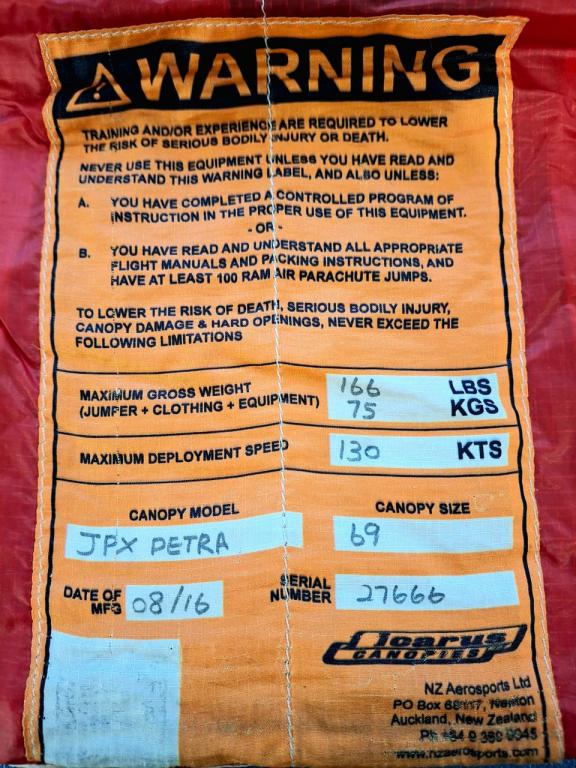 WARNING
TRAINING AND/OR EXPERIENCE ARE REQUIRED TO LOWER
THE RISK OF SERIOUS BODILY INJURY OR DEATH.
NEVER USE THIS EQUIPMENT UNLESS YOU HAVE READ AND
UNDERSTAND THIS WARNING LABEL, AND ALSO UNLESS:
A. YOU HAVE COMPLETED A CONTROLLED PROGRAM OF
INSTRUCTION IN THE PROPER USE OF THIS EQUIPMENT.
- OR -
B. YOU HAVE READ AND UNDERSTAND ALL APPROPRIATE
FLIGHT MANUALS AND PACKING INSTRUCTIONS, AND
HAVE AT LEAST 100 RAM AIR PARACHUTE JUMPS.
TO LOWER THE RISK OF DEATH, SERIOUS BODILY INJURY,
CANOPY DAMAGE & HARD OPENINGS, NEVER EXCEED THE
FOLLOWING LIMITATIONS
MAXIMUM GROSS WEIGHT 166 LBS
(JUMPER + CLOTHING + EQUIPMENT) 75 KGS
MAXIMUM DEPLOYMENT SPEED 130 KTS
CANOPY MODEL CANOPY SIZE
JPX PETRA 69
DATE OF MFG 08/16 SERIAL NUMBER 27666
Icarus
CANOPIES
NZ Aerosports Ltd
PO Box Newton
Auckland, New Zealand
www.nzaerosports.com